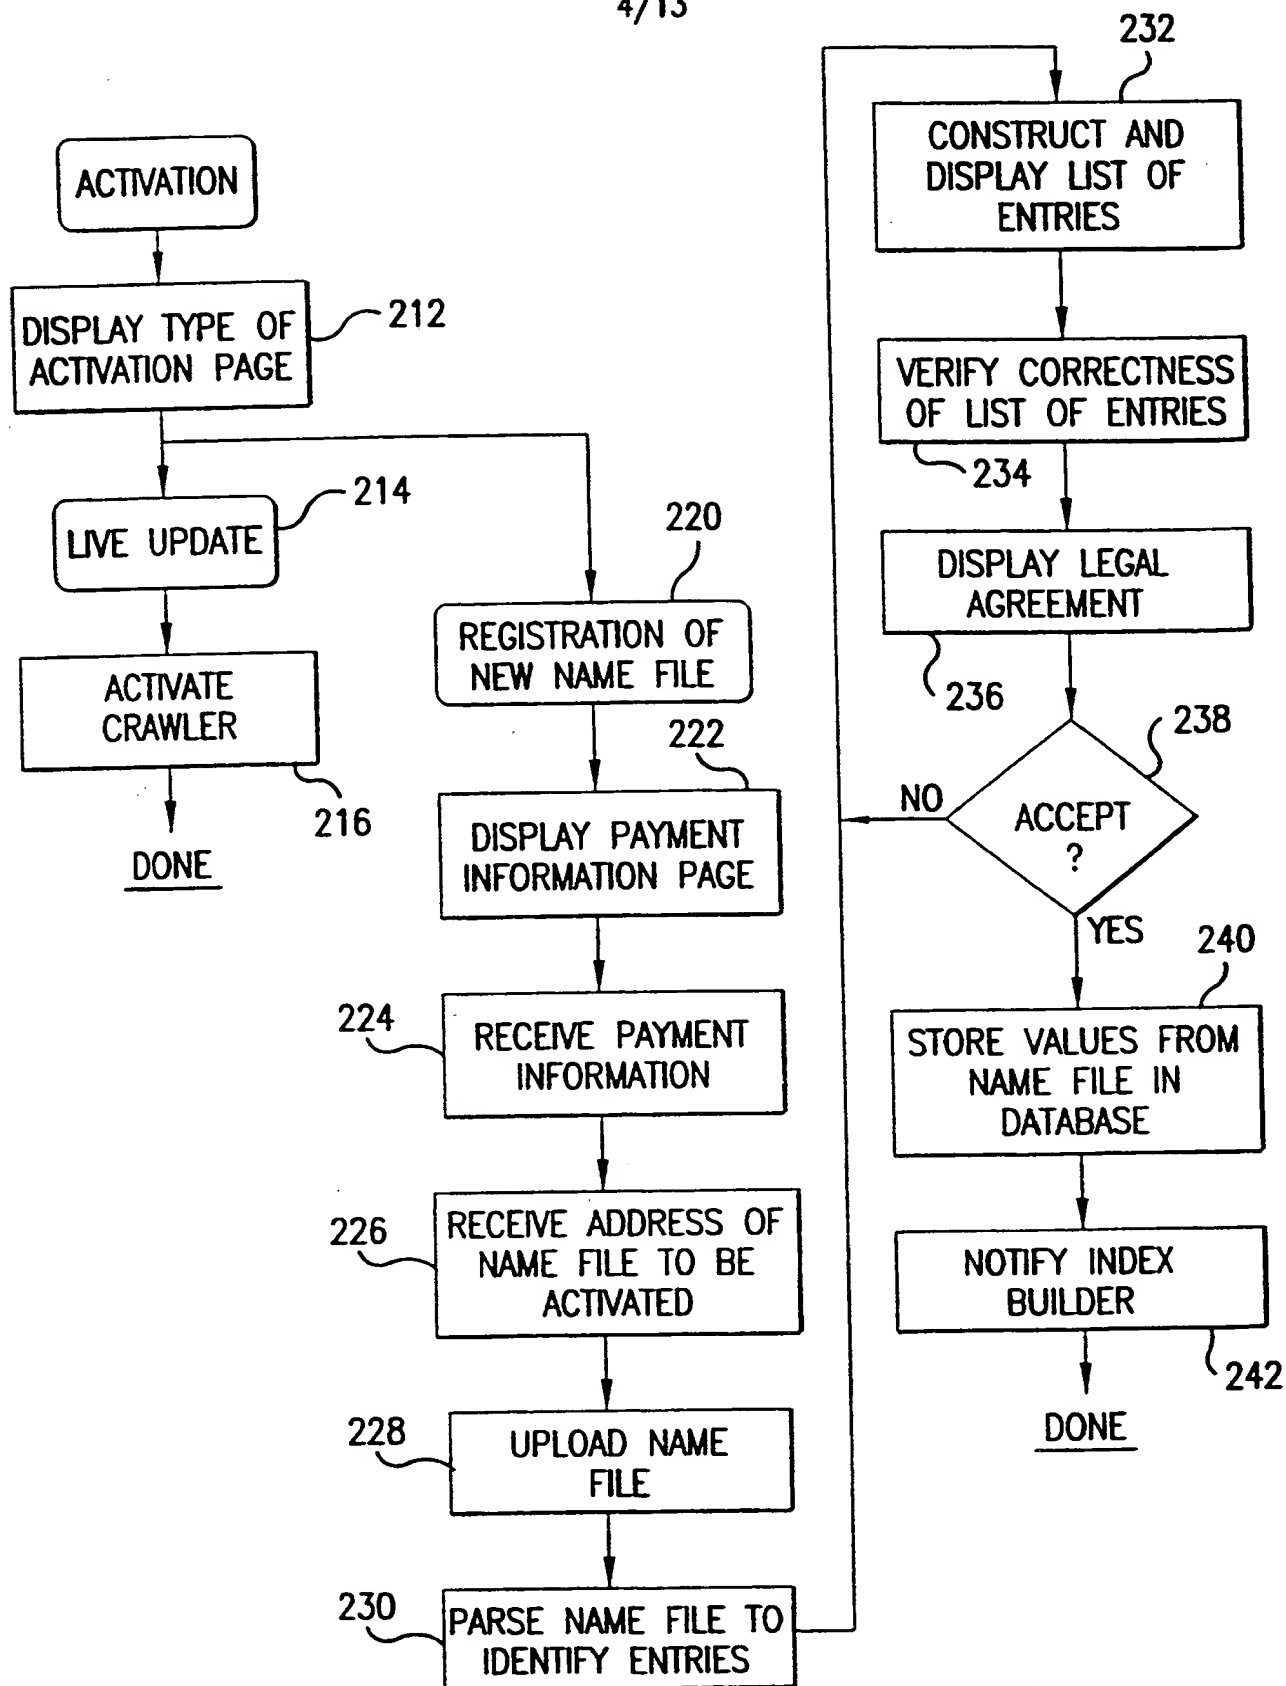 4/13
ACTIVATION
DISPLAY TYPE OF
ACTIVATION PAGE
212
LIVE UPDATE
214
ACTIVATE
CRAWLER
216
DONE
220
REGISTRATION OF
NEW NAME FILE
222
DISPLAY PAYMENT
INFORMATION PAGE
224
RECEIVE PAYMENT
INFORMATION
226
RECEIVE ADDRESS OF
NAME FILE TO BE
ACTIVATED
228
UPLOAD NAME
FILE
230
PARSE NAME FILE TO
IDENTIFY ENTRIES
232
CONSTRUCT AND
DISPLAY LIST OF
ENTRIES
VERIFY CORRECTNESS
OF LIST OF ENTRIES
234
DISPLAY LEGAL
AGREEMENT
236
238
NO
ACCEPT
?
YES
240
STORE VALUES FROM
NAME FILE IN
DATABASE
NOTIFY INDEX
BUILDER
242
DONE